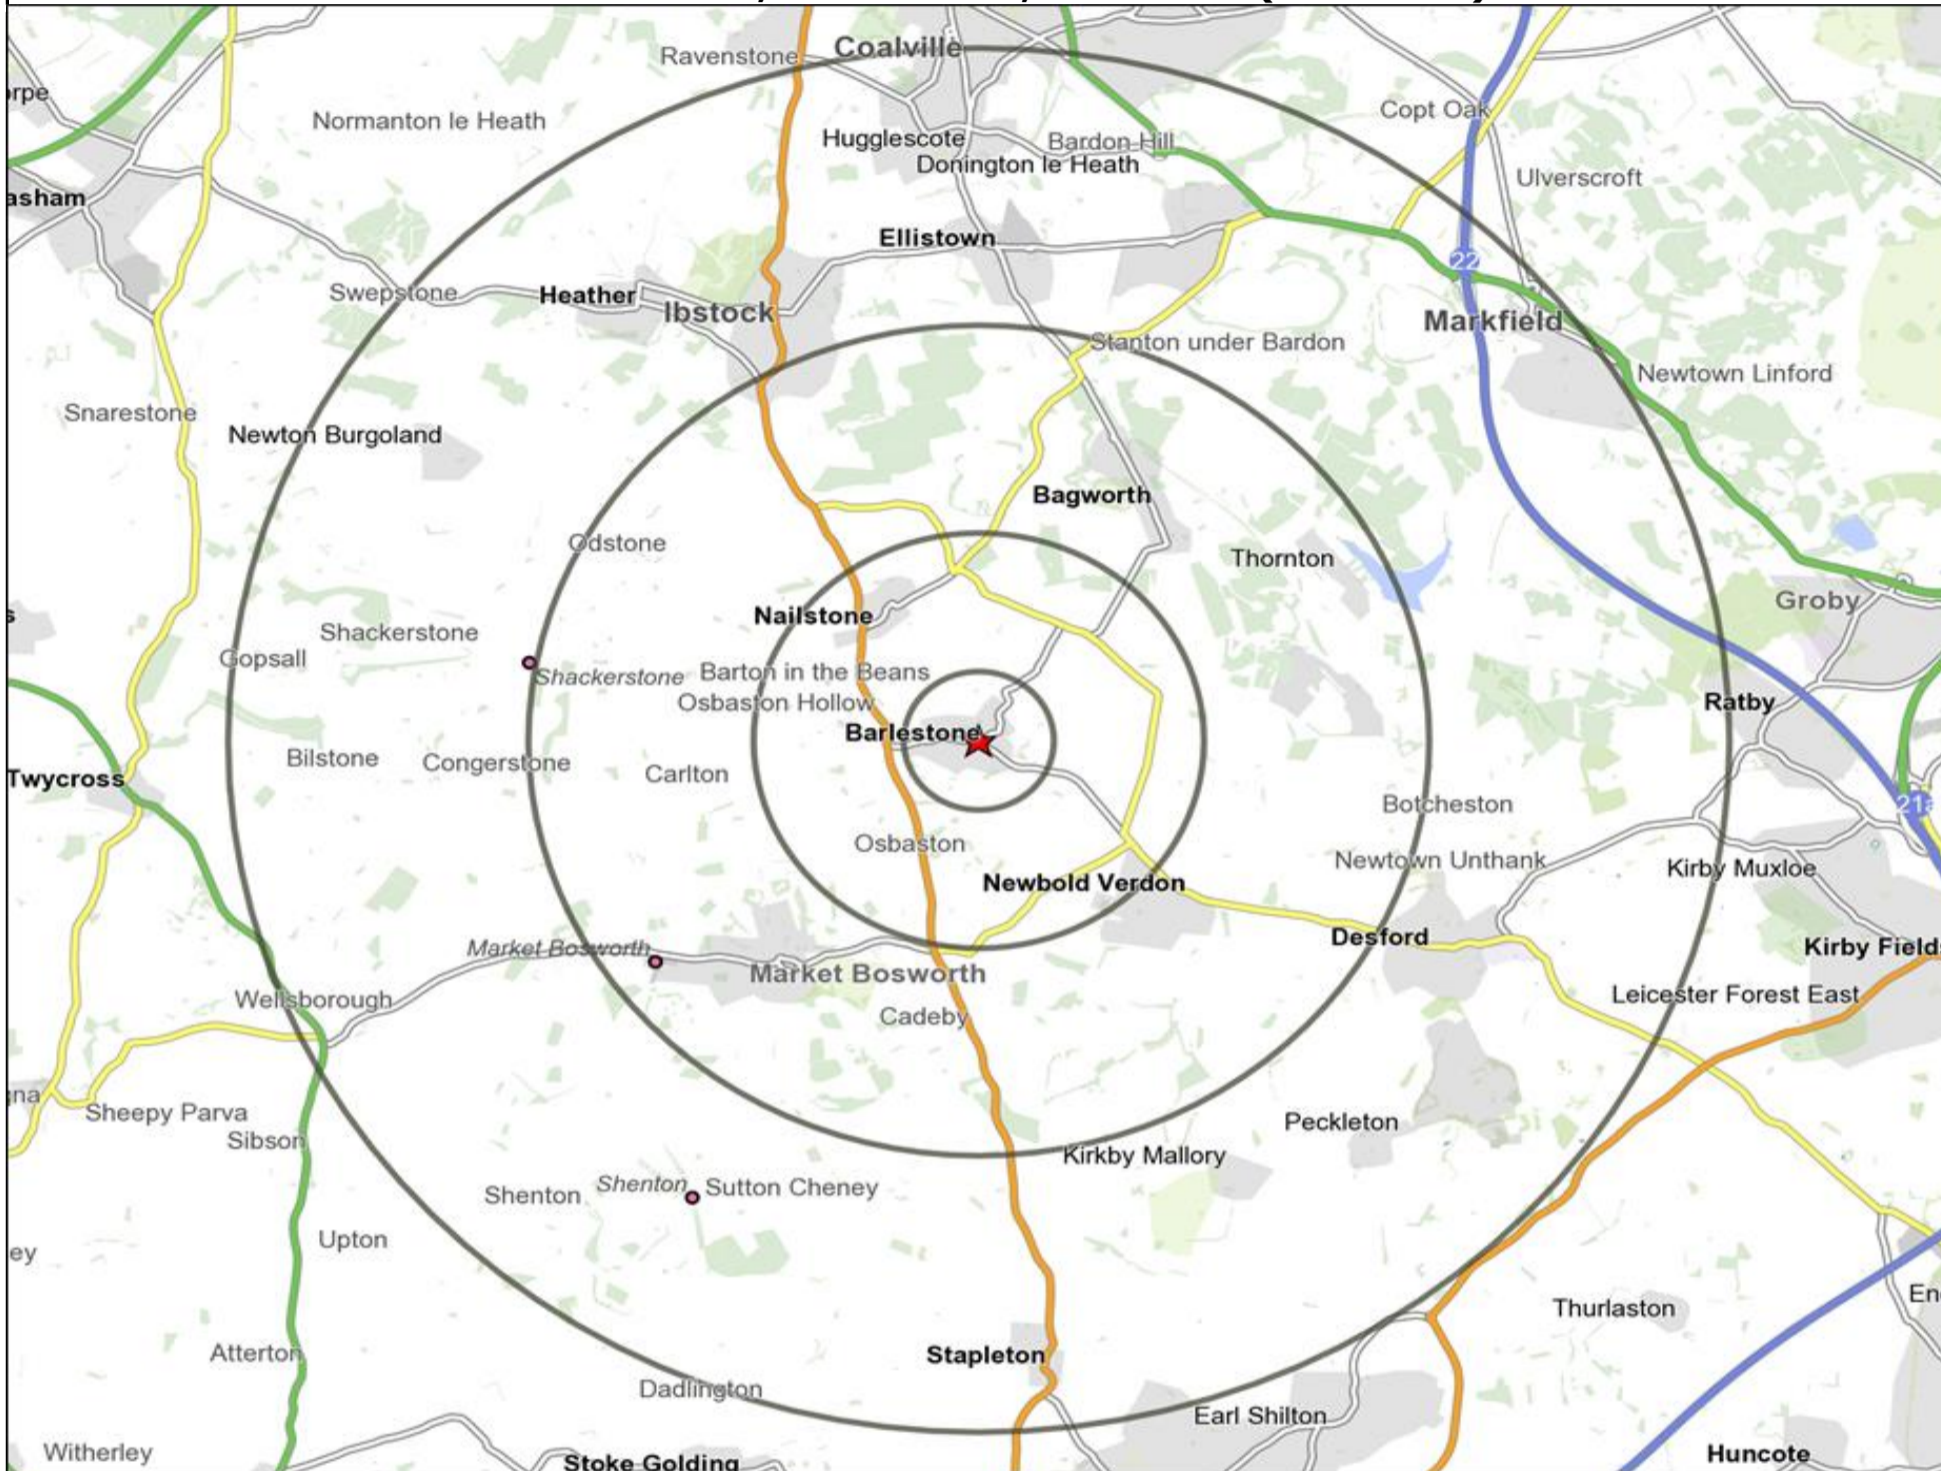 Coalville
Ravenstone
Copt Oak
Normanton le Heath
Hugglescote
Bardon Hill
Donington le Heath
Ulverscroft
Ellistown
22
Swepstone
Heather
Ibstock
Markfield
Stanton under Bardon
Newtown Linford
Snarestone
Newton Burgoland
Bagworth
Odstone
Thornton
Groby
Nailstone
Shackerstone
Gopsall
Shackerstone
Barton in the Beans
Osbaston Hollow
Ratby
Barlestone
Bilstone
Congerstone
Carlton
Twycross
Botcheston
21a
Osbaston
Newtown Unthank
Kirby Muxloe
Newbold Verdon
Desford
Market Bosworth
Kirby Field
Market Bosworth
Wellsborough
Leicester Forest East
Cadeby
Sheepy Parva
Peckleton
Sibson
Kirkby Mallory
Shenton
Shenton
Sutton Cheney
Upton
Thurlaston
Atterton
Stapleton
Dadlington
Earl Shilton
Witherley
Stoke Golding
Huncote